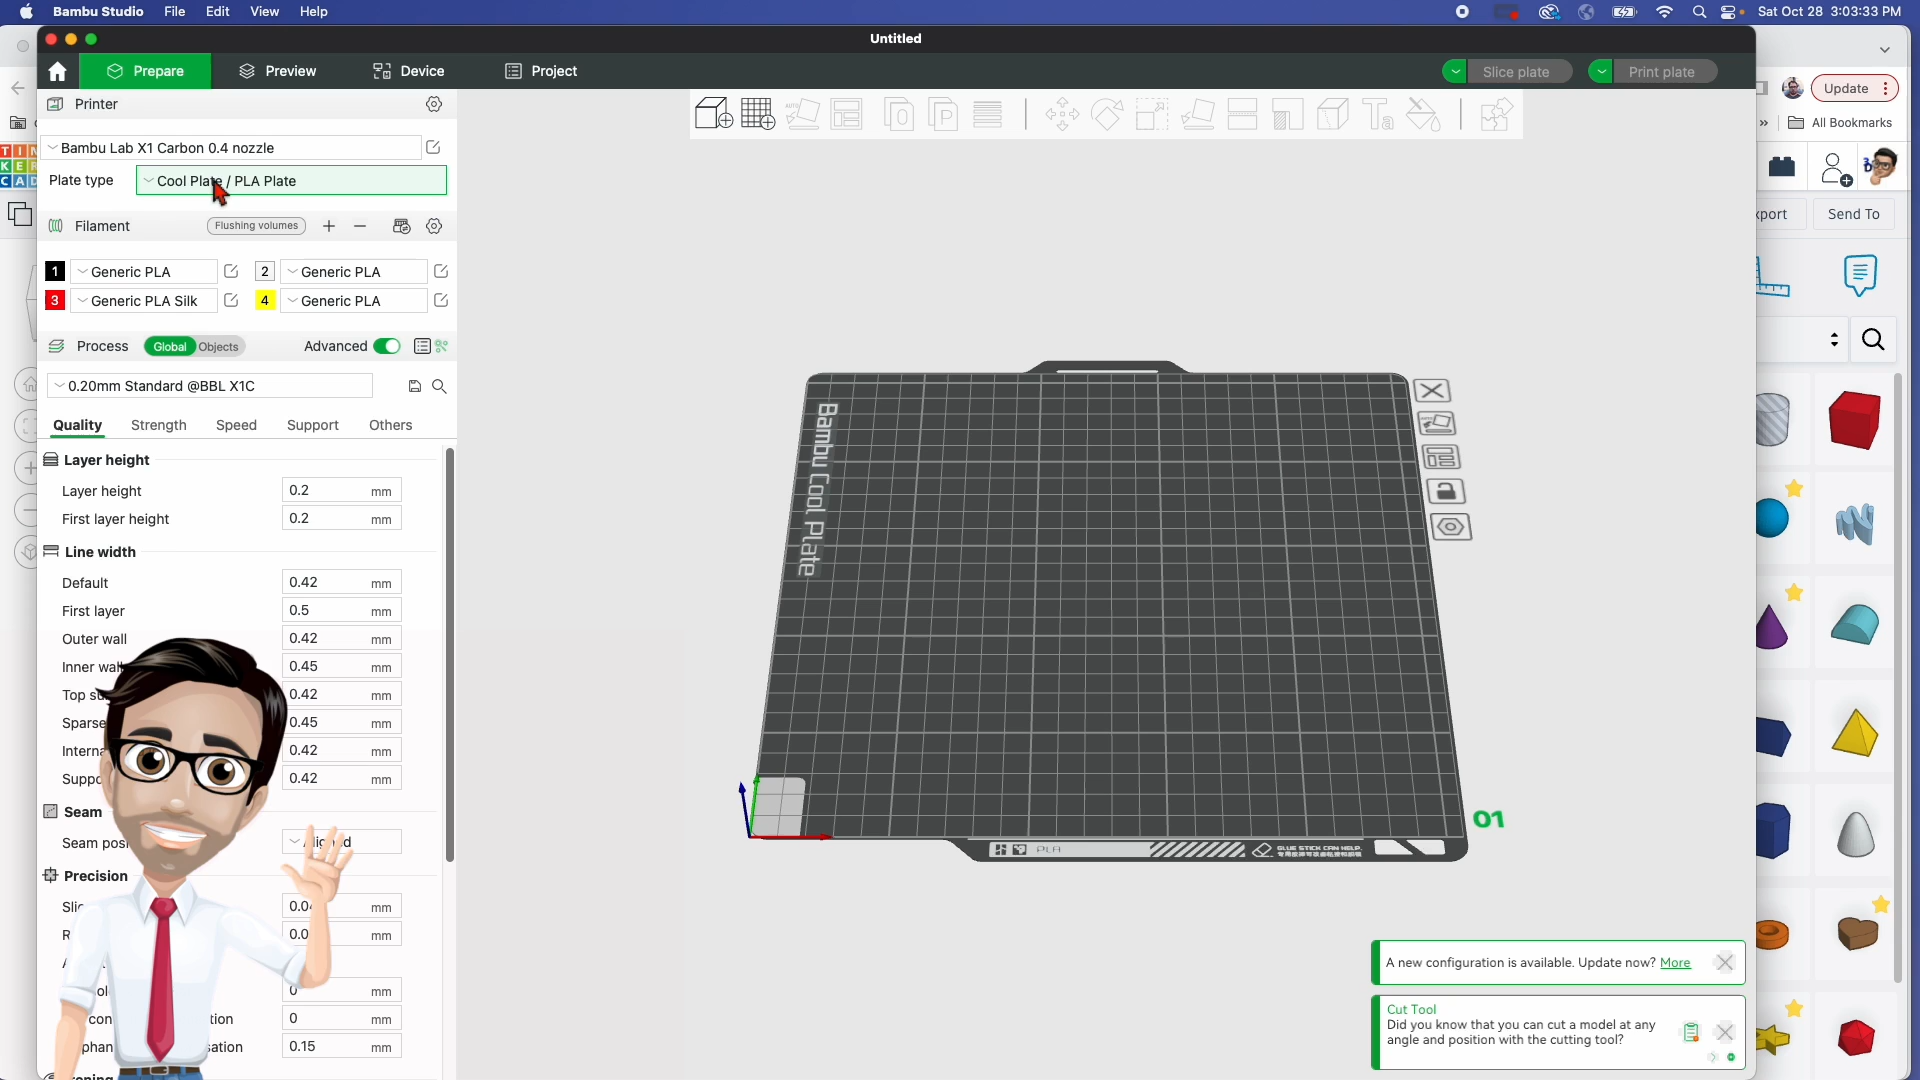 Bambu Studio File Edit View Help
Sat Oct 28 3:03:33 PM
Untitled
Prepare
Preview
Device
Project
Slice plate
Print plate
Printer
Update
Bambu Lab X1 Carbon 0.4 nozzle
All Bookmarks
Plate type
Cool Plate / PLA Plate
Filament
Flushing volumes
Send To
1 Generic PLA
2 Generic PLA
3 Generic PLA Silk
4 Generic PLA
Process
Global Objects
Advanced
0.20mm Standard @BBL X1C
Quality Strength Speed Support Others
Layer height
Layer height 0.2 mm
First layer height 0.2 mm
Line width
Default 0.42 mm
First layer 0.5 mm
Outer wall 0.42 mm
Inner 0.45 mm
Top 0.42 mm
0.45 mm
0.42 mm
0.42 mm
Seam
Seam
Precision
mm
mm
0 mm
0 mm
0.15 mm
Bambu Cool Plate
01
PLA
GLUE STICK CAN HELP.
A new configuration is available. Update now? More
Cut Tool
Did you know that you can cut a model at any
angle and position with the cutting tool?